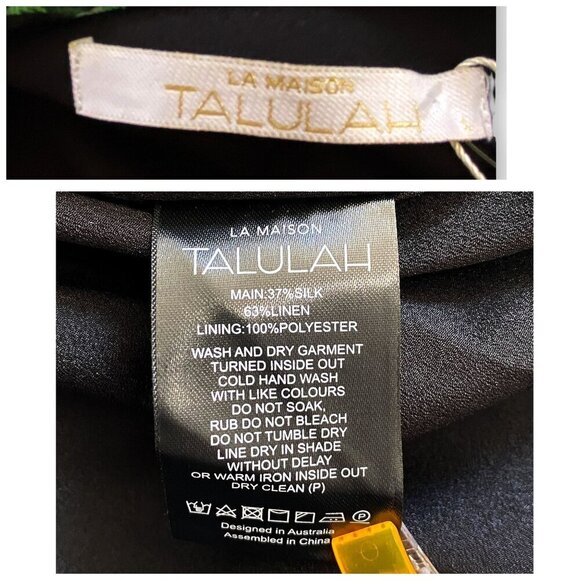 LA MAISON
TALULAH
LA MAISON
TALULAH
MAIN:37%SILK
63%LINEN
LINING:100%POLYESTER
WASH AND DRY GARMENT
TURNED INSIDE OUT
COLD HAND WASH
WITH LIKE COLOURS
DO NOT SOAK,
RUB DO NOT BLEACH
DO NOT TUMBLE DRY
LINE DRY IN SHADE
WITHOUT DELAY
OR WARM IRON INSIDE OUT
DRY CLEAN (P)
P
Designed in Australia
Assembled in China